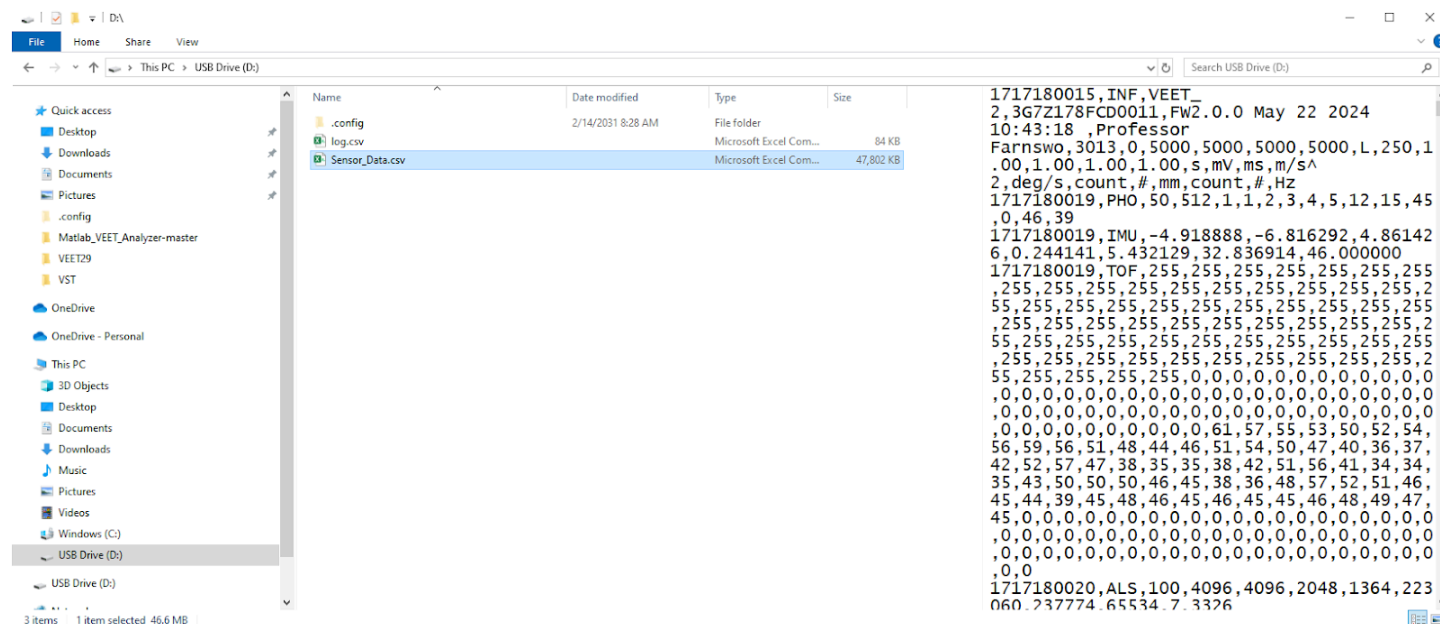 D:\
File Home Share View
This PC > USB Drive (D:)
Search USB Drive (D:)
Quick access
Desktop
Downloads
Documents
Pictures
.config
Matlab_VEET_Analyzer-master
VEET29
VST
OneDrive
OneDrive - Personal
This PC
3D Objects
Desktop
Documents
Downloads
Music
Pictures
Videos
Windows (C:)
USB Drive (D:)
USB Drive (D:)
3 items 1 item selected 46.6 MB
Name Date modified Type Size
.config 2/14/2031 8:28 AM File folder
log.csv Microsoft Excel Com... 84 KB
Sensor_Data.csv Microsoft Excel Com... 47,802 KB
1717180015,INF,VEET_
2,3G7Z178FCD0011,FW2.0.0 May 22 2024
10:43:18 ,Professor
Farnswo,3013,0,5000,5000,5000,5000,L,250,1
.00,1.00,1.00,1.00,s,mV,ms,m/s^
2,deg/s,count,#,mm,count,#,Hz
1717180019,PHO,50,512,1,1,2,3,4,5,12,15,45
,0,46,39
1717180019,IMU,-4.918888,-6.816292,4.86142
6,0.244141,5.432129,32.836914,46.000000
1717180019,TOF,255,255,255,255,255,255,255
,255,255,255,255,255,255,255,255,255,255,2
55,255,255,255,255,255,255,255,255,255,255
,255,255,255,255,255,255,255,255,255,255,2
55,255,255,255,255,255,255,255,255,255,255
,255,255,255,255,255,255,255,255,255,255,2
55,255,255,255,255,0,0,0,0,0,0,0,0,0,0,0,0
,0,0,0,0,0,0,0,0,0,0,0,0,0,0,0,0,0,0,0,0,0
,0,0,0,0,0,0,0,0,0,0,0,0,0,0,0,0,0,0,0,0,0
,0,0,0,0,0,0,0,0,0,0,61,57,55,53,50,52,54,
56,59,56,51,48,44,46,51,54,50,47,40,36,37,
42,52,57,47,38,35,35,38,42,51,56,41,34,34,
35,43,50,50,50,46,45,38,36,48,57,52,51,46,
45,44,39,45,48,46,45,46,45,45,46,48,49,47,
45,0,0,0,0,0,0,0,0,0,0,0,0,0,0,0,0,0,0,0,0
,0,0,0,0,0,0,0,0,0,0,0,0,0,0,0,0,0,0,0,0,0
,0,0,0,0,0,0,0,0,0,0,0,0,0,0,0,0,0,0,0,0,0
,0,0
1717180020,ALS,100,4096,4096,2048,1364,223
060,237774,65534,7,3326